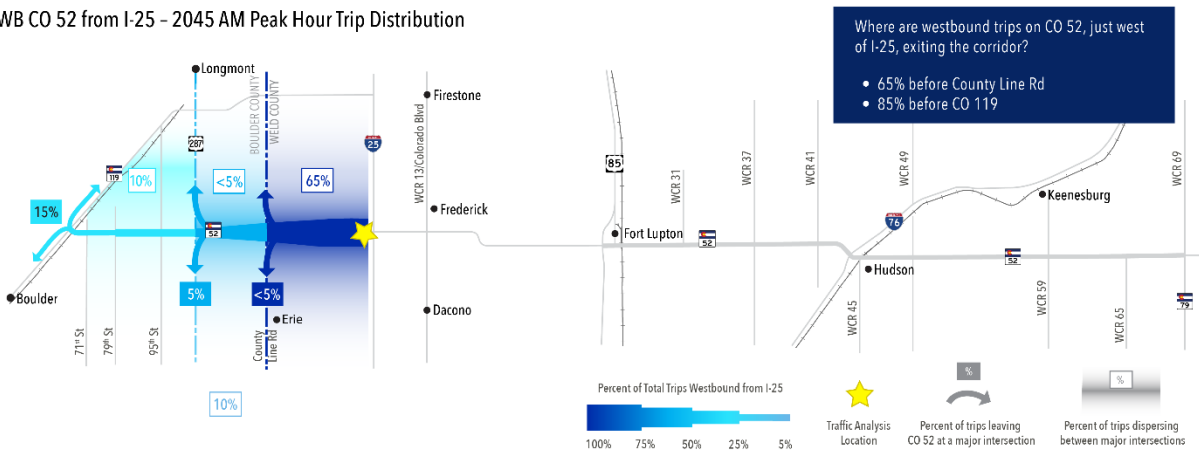 WB CO 52 from I-25 – 2045 AM Peak Hour Trip Distribution
Where are westbound trips on CO 52, just west
of I-25, exiting the corridor?
• 65% before County Line Rd
• 85% before CO 119
Longmont
BOULDER COUNTY
WELD COUNTY
Firestone
287
25
WCR 13/Colorado Blvd
119
10%
<5%
65%
15%
52
Frederick
5%
<5%
Boulder
Erie
Dacono
71st St
79th St
95th St
County
Line Rd
10%
85
WCR 31
WCR 37
WCR 41
WCR 49
WCR 69
76
Keenesburg
Fort Lupton
52
Hudson
52
WCR 45
WCR 59
WCR 65
79
Percent of Total Trips Westbound from I-25
100% 75% 50% 25% 5%
Traffic Analysis
Location
%
Percent of trips leaving
CO 52 at a major intersection
%
Percent of trips dispersing
between major intersections